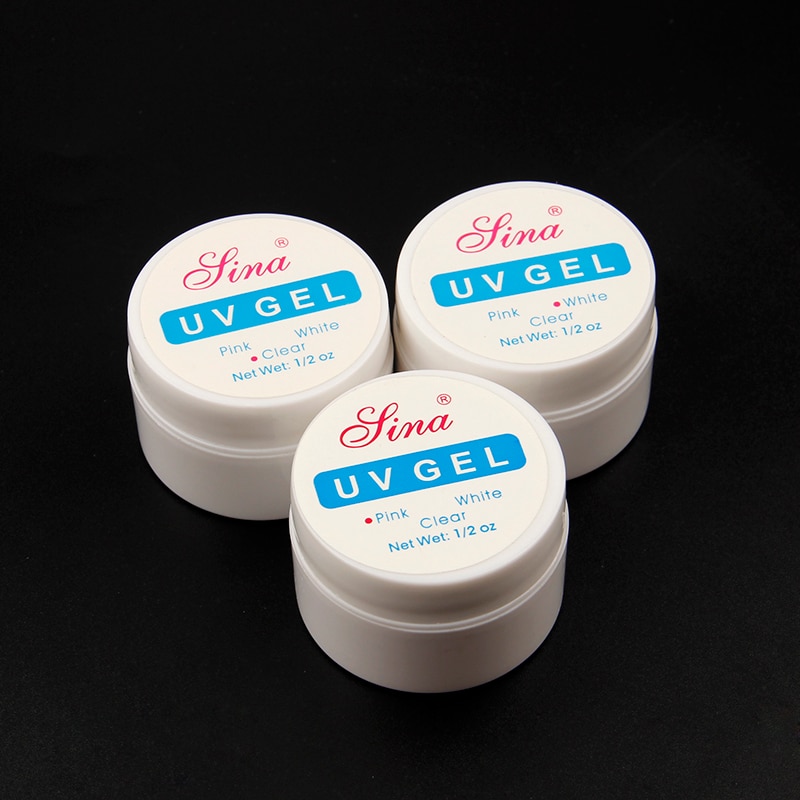 Sina®
UV GEL
Pink White
•Clear
Net Wet: 1/2 oz
Sina®
UV GEL
Pink •White
Clear
Net Wet: 1/2 oz
Sina®
UV GEL
•Pink White
Clear
Net Wet: 1/2 oz